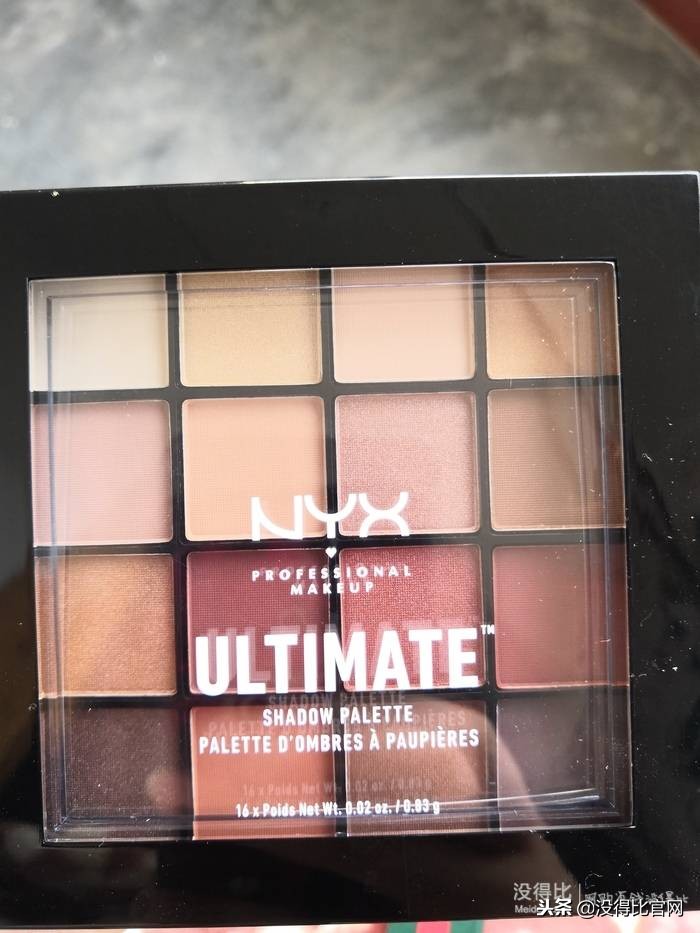 NYX
PROFESSIONAL
MAKEUP
ULTIMATE™
SHADOW PALETTE
PALETTE D'OMBRES À PAUPIÈRES
16 x Poids Net Wt. 0.02 oz. / 0.83 g
没得比
头条 @没得比官网